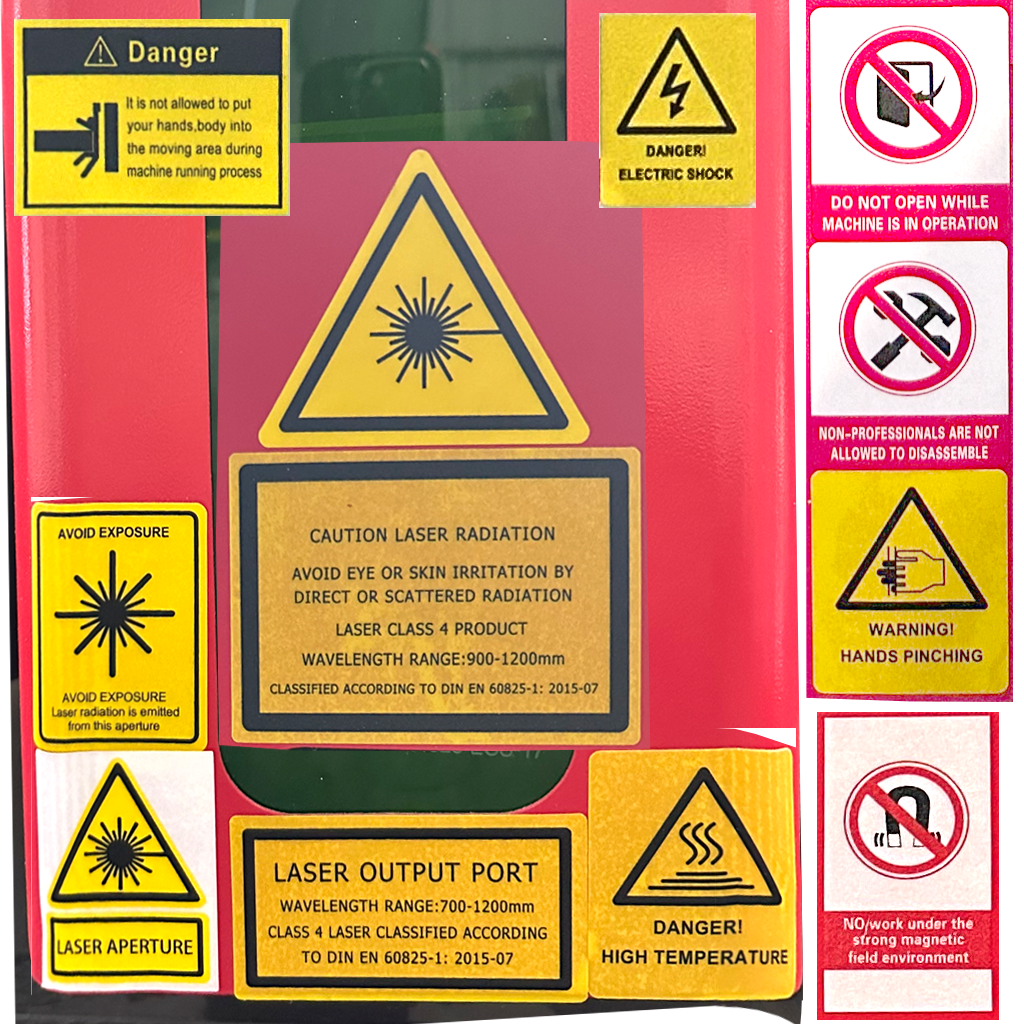 Danger
It is not allowed to put
your hands,body into
the moving area during
machine running process
DANGER!
ELECTRIC SHOCK
DO NOT OPEN WHILE
MACHINE IS IN OPERATION
NON-PROFESSIONALS ARE NOT
ALLOWED TO DISASSEMBLE
WARNING!
HANDS PINCHING
CAUTION LASER RADIATION
AVOID EYE OR SKIN IRRITATION BY
DIRECT OR SCATTERED RADIATION
LASER CLASS 4 PRODUCT
WAVELENGTH RANGE:900-1200mm
CLASSIFIED ACCORDING TO DIN EN 60825-1: 2015-07
AVOID EXPOSURE
AVOID EXPOSURE
Laser radiation is emitted
from this aperture
LASER APERTURE
LASER OUTPUT PORT
WAVELENGTH RANGE:700-1200mm
CLASS 4 LASER CLASSIFIED ACCORDING
TO DIN EN 60825-1: 2015-07
DANGER!
HIGH TEMPERATURE
NO/work under the
strong magnetic
field environment